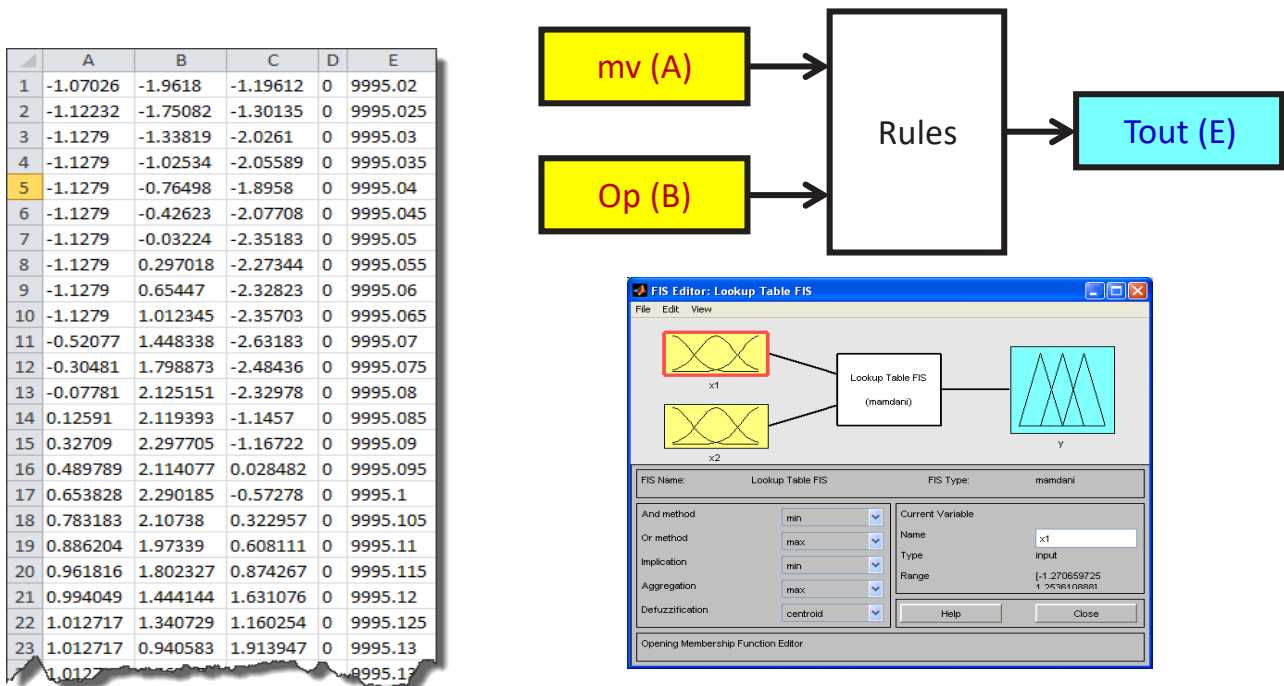 A B C D E
1 -1.07026 -1.9618 -1.19612 0 9995.02
2 -1.12232 -1.75082 -1.30135 0 9995.025
3 -1.1279 -1.33819 -2.0261 0 9995.03
4 -1.1279 -1.02534 -2.05589 0 9995.035
5 -1.1279 -0.76498 -1.8958 0 9995.04
6 -1.1279 -0.42623 -2.07708 0 9995.045
7 -1.1279 -0.03224 -2.35183 0 9995.05
8 -1.1279 0.297018 -2.27344 0 9995.055
9 -1.1279 0.65447 -2.32823 0 9995.06
10 -1.1279 1.012345 -2.35703 0 9995.065
11 -0.52077 1.448338 -2.63183 0 9995.07
12 -0.30481 1.798873 -2.48436 0 9995.075
13 -0.07781 2.125151 -2.32978 0 9995.08
14 0.12591 2.119393 -1.1457 0 9995.085
15 0.32709 2.297705 -1.16722 0 9995.09
16 0.489789 2.114077 0.028482 0 9995.095
17 0.653828 2.290185 -0.57278 0 9995.1
18 0.783183 2.10738 0.322957 0 9995.105
19 0.886204 1.97339 0.608111 0 9995.11
20 0.961816 1.802327 0.874267 0 9995.115
21 0.994049 1.444144 1.631076 0 9995.12
22 1.012717 1.340729 1.160254 0 9995.125
23 1.012717 0.940583 1.913947 0 9995.13
mv (A)
Op (B)
Rules
Tout (E)
FIS Editor: Lookup Table FIS
File Edit View
x1
x2
Lookup Table FIS
(mamdani)
y
FIS Name: Lookup Table FIS FIS Type: mamdani
And method min
Or method max
Implication min
Aggregation max
Defuzzification centroid
Current Variable
Name x1
Type input
Range [-1.270659725
Help Close
Opening Membership Function Editor